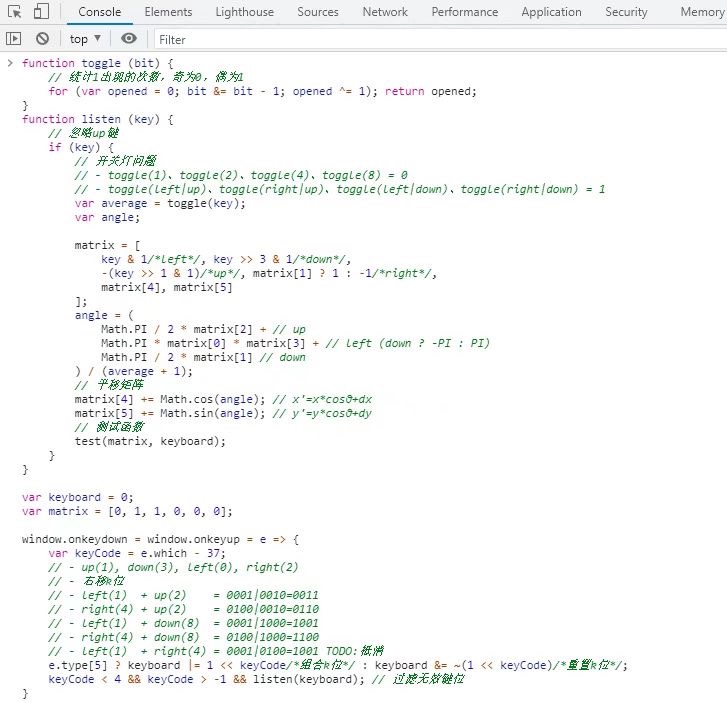 Console Elements Lighthouse Sources Network Performance Application Security Memory
top ▼ Filter
> function toggle (bit) {
// 统计1出现的次数，奇为0，偶为1
for (var opened = 0; bit &= bit - 1; opened ^= 1); return opened;
}
function listen (key) {
// 忽略up键
if (key) {
// 开关灯问题
// - toggle(1)、toggle(2)、toggle(4)、toggle(8) = 0
// - toggle(left|up)、toggle(right|up)、toggle(left|down)、toggle(right|down) = 1
var average = toggle(key);
var angle;
matrix = [
key & 1/*left*/, key >> 3 & 1/*down*/,
-(key >> 1 & 1)/*up*/, matrix[1] ? 1 : -1/*right*/,
matrix[4], matrix[5]
];
angle = (
Math.PI / 2 * matrix[2] + // up
Math.PI * matrix[0] * matrix[3] + // left (down ? -PI : PI)
Math.PI / 2 * matrix[1] // down
) / (average + 1);
// 平移矩阵
matrix[4] += Math.cos(angle); // x'=x*cosθ+dx
matrix[5] += Math.sin(angle); // y'=y*cosθ+dy
// 测试函数
test(matrix, keyboard);
}
}
var keyboard = 0;
var matrix = [0, 1, 1, 0, 0, 0];
window.onkeydown = window.onkeyup = e => {
var keyCode = e.which - 37;
// - up(1), down(3), left(0), right(2)
// - 右移k位
// - left(1) + up(2) = 0001|0010=0011
// - right(4) + up(2) = 0100|0010=0110
// - left(1) + down(8) = 0001|1000=1001
// - right(4) + down(8) = 0100|1000=1100
// - left(1) + right(4) = 0001|0100=1001 TODO:抵消
e.type[5] ? keyboard |= 1 << keyCode/*组合k位*/ : keyboard &= ~(1 << keyCode)/*重置k位*/;
keyCode < 4 && keyCode > -1 && listen(keyboard); // 过滤无效键位
}